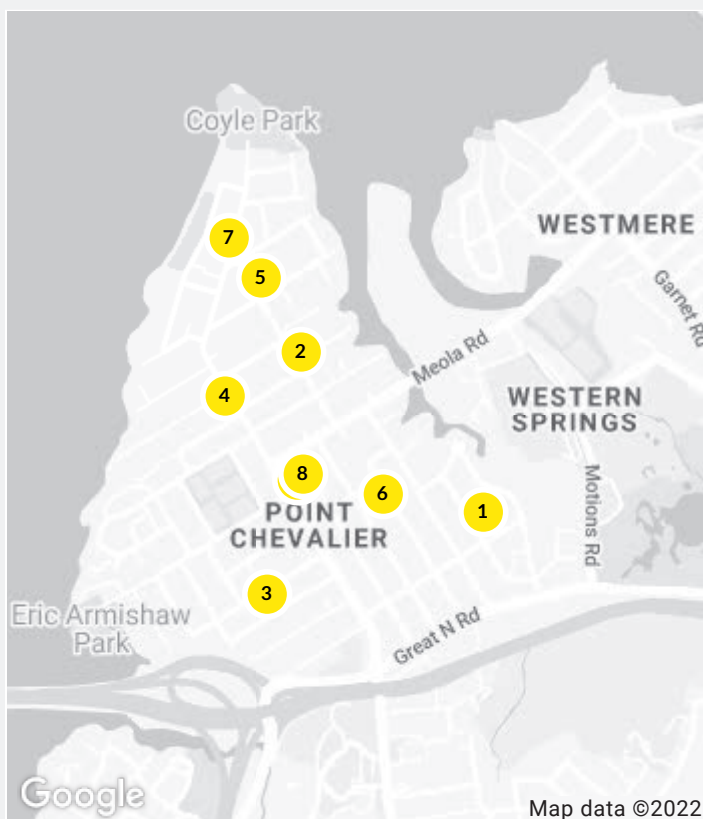 Coyle Park
7
WESTMERE
5
Garnet Rd
2
Meola Rd
4
WESTERN
SPRINGS
8
6
Motions Rd
1
POINT
CHEVALIER
3
Eric Armishaw
Park
Great N Rd
Google
Map data ©2022